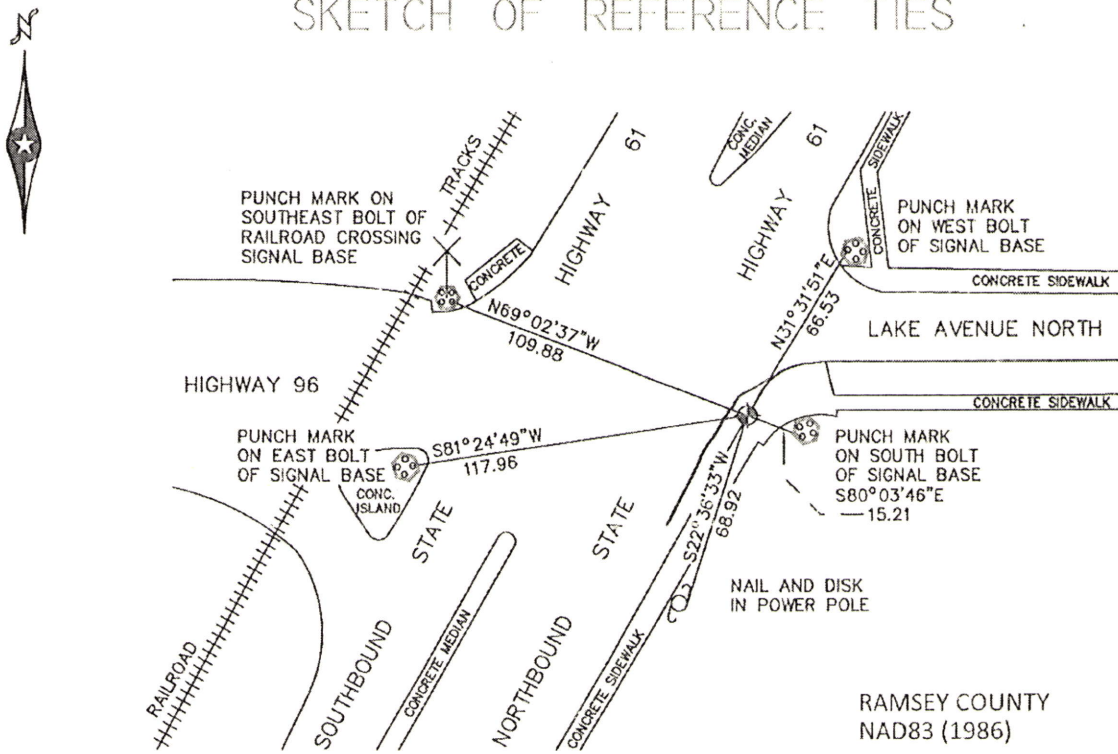 SKETCH OF REFERENCE TIES
N
TRACKS
61
CONC.
MEDIAN
61
SIDEWALK
CONCRETE
PUNCH MARK ON
SOUTHEAST BOLT OF
RAILROAD CROSSING
SIGNAL BASE
CONCRETE
HIGHWAY
HIGHWAY
PUNCH MARK
ON WEST BOLT
OF SIGNAL BASE
CONCRETE SIDEWALK
N69°02'37"W
109.88
N31°31'51"E
66.53
LAKE AVENUE NORTH
HIGHWAY 96
CONCRETE SIDEWALK
PUNCH MARK
ON EAST BOLT
OF SIGNAL BASE
S81°24'49"W
117.96
CONC.
ISLAND
PUNCH MARK
ON SOUTH BOLT
OF SIGNAL BASE
S80°03'46"E
15.21
S22°36'33"W
68.92
STATE
STATE
NAIL AND DISK
IN POWER POLE
RAILROAD
SOUTHBOUND
CONCRETE MEDIAN
NORTHBOUND
CONCRETE SIDEWALK
RAMSEY COUNTY
NAD83 (1986)